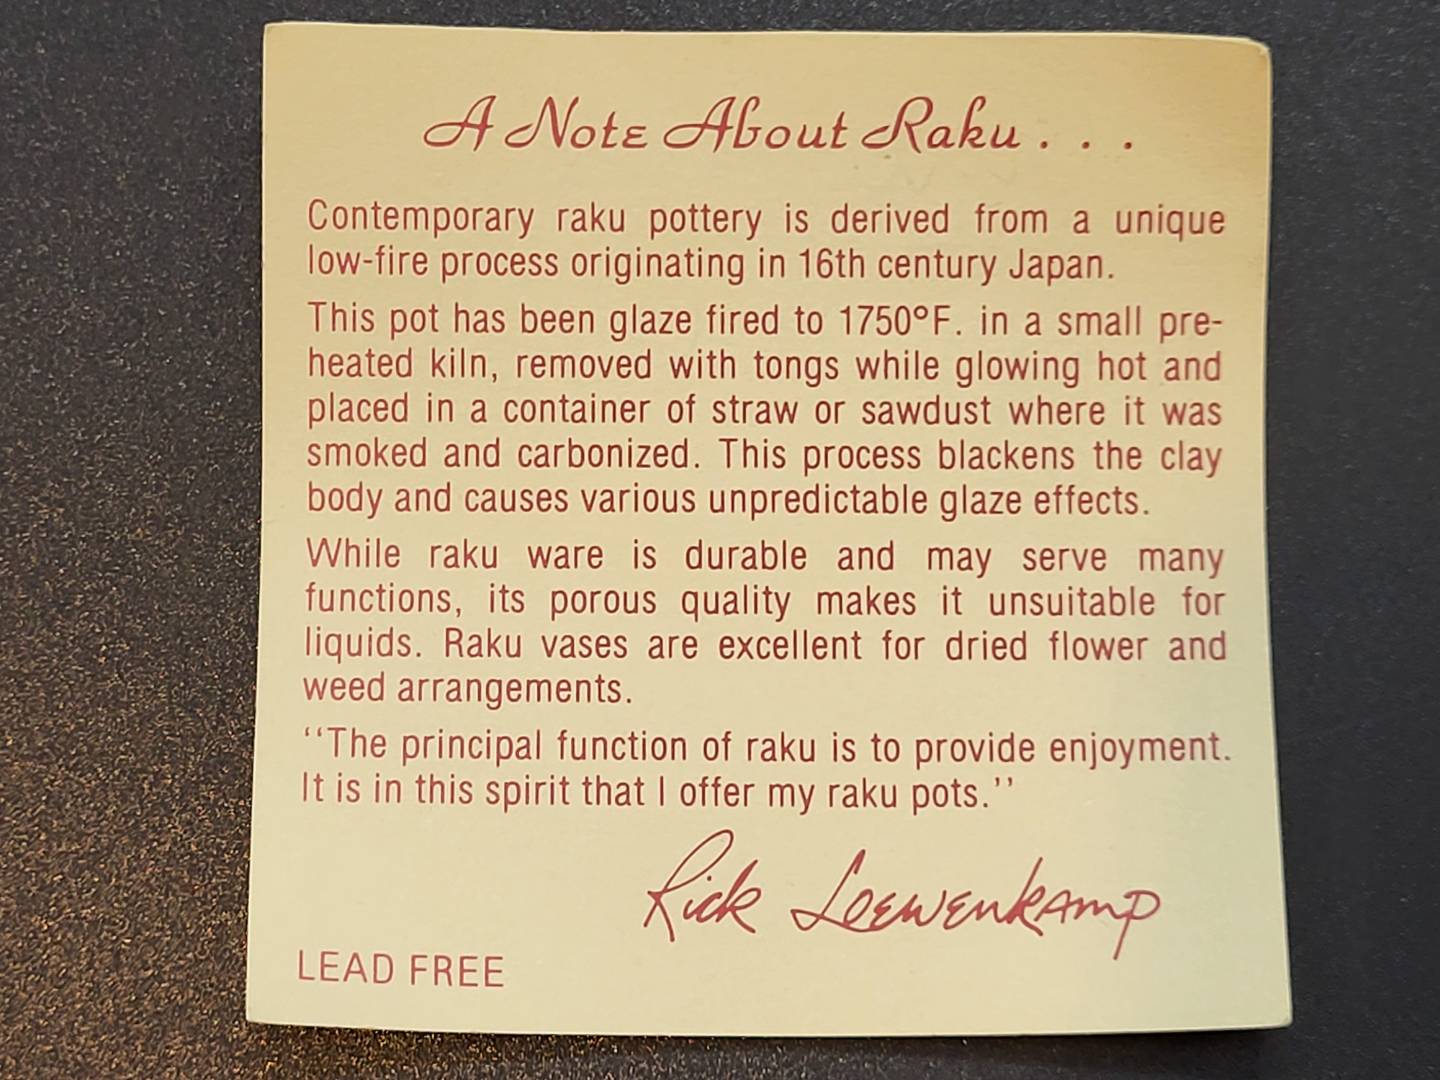 A Note About Raku . . .
Contemporary raku pottery is derived from a unique
low-fire process originating in 16th century Japan.
This pot has been glaze fired to 1750°F. in a small pre-
heated kiln, removed with tongs while glowing hot and
placed in a container of straw or sawdust where it was
smoked and carbonized. This process blackens the clay
body and causes various unpredictable glaze effects.
While raku ware is durable and may serve many
functions, its porous quality makes it unsuitable for
liquids. Raku vases are excellent for dried flower and
weed arrangements.
‘‘The principal function of raku is to provide enjoyment.
It is in this spirit that I offer my raku pots.’’
Rick Loewenkamp
LEAD FREE